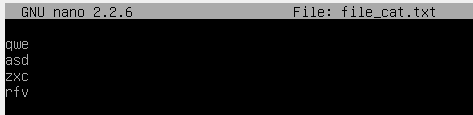 GNU nano 2.2.6 File: file_cat.txt
qwe
asd
zxc
rfv